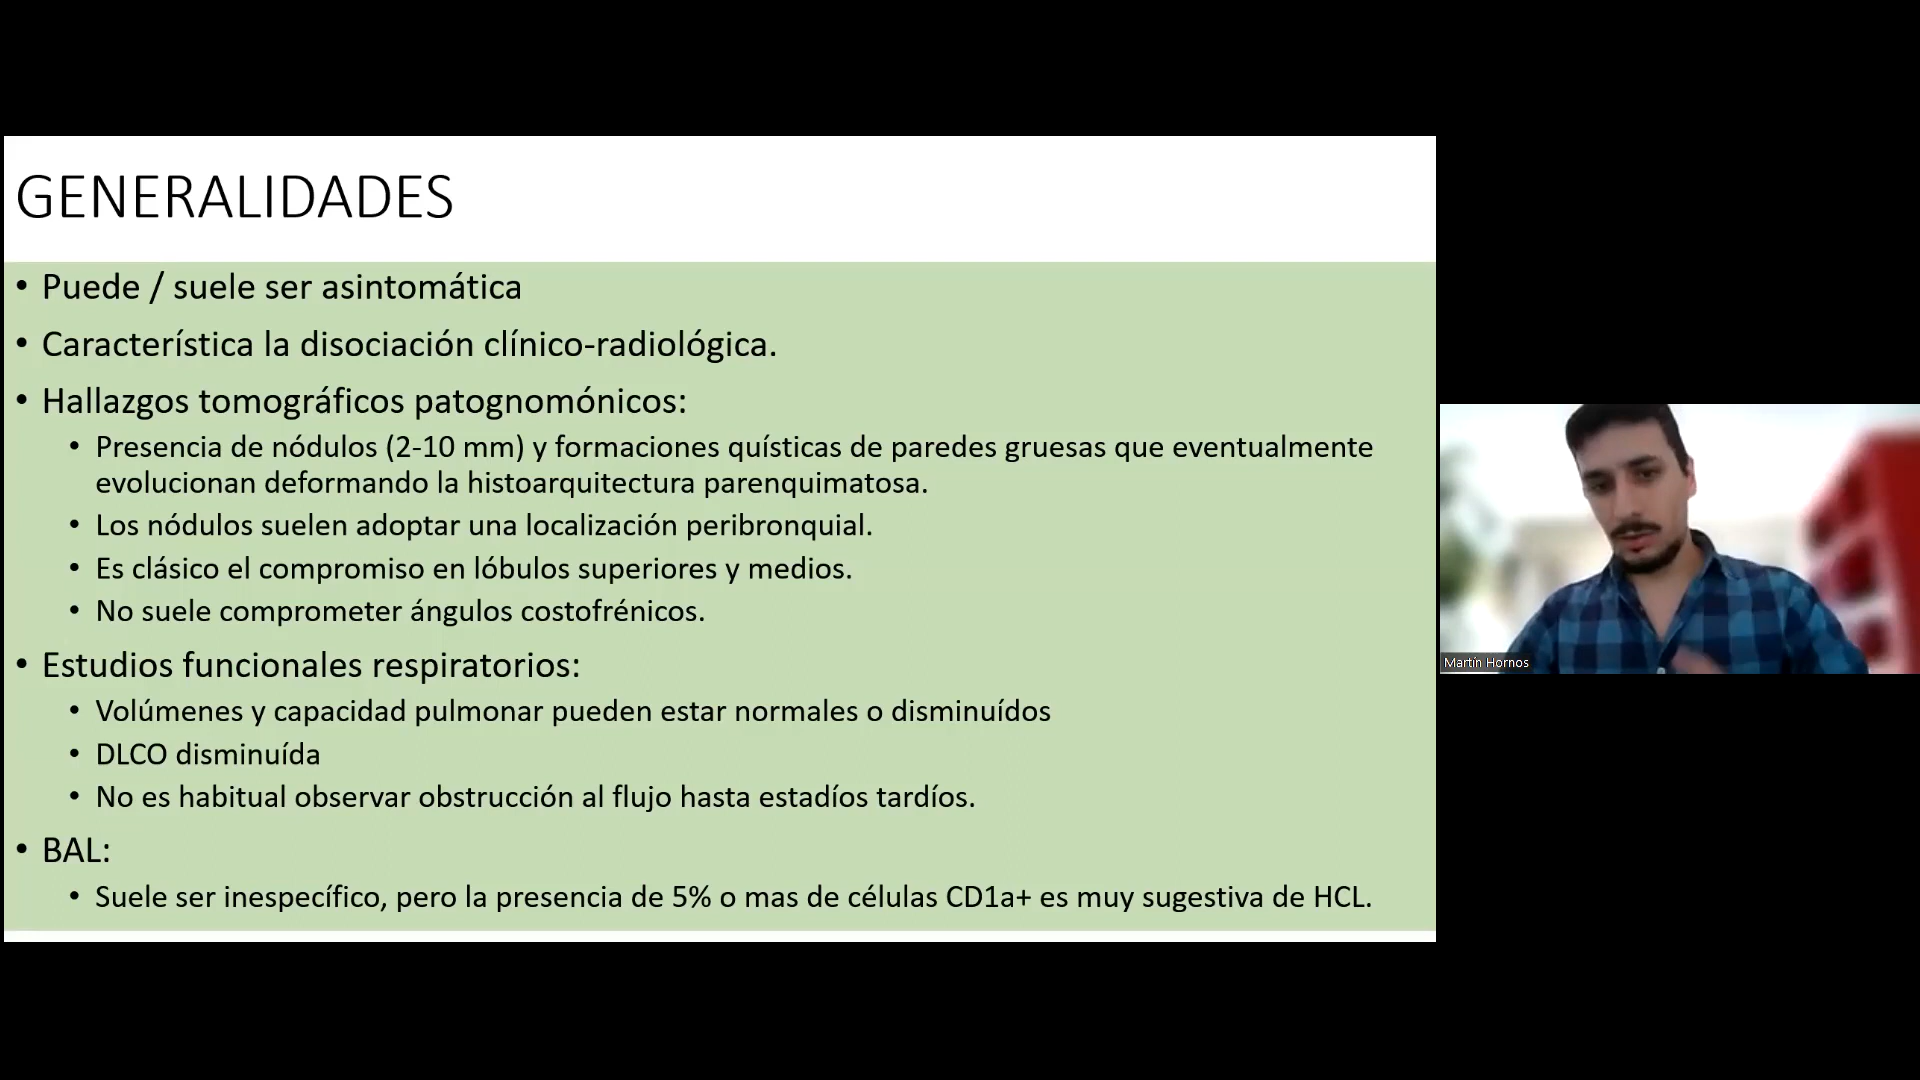 GENERALIDADES
• Puede / suele ser asintomática
• Característica la disociación clínico-radiológica.
• Hallazgos tomográficos patognomónicos:
• Presencia de nódulos (2-10 mm) y formaciones quísticas de paredes gruesas que eventualmente
evolucionan deformando la histoarquitectura parenquimatosa.
• Los nódulos suelen adoptar una localización peribronquial.
• Es clásico el compromiso en lóbulos superiores y medios.
• No suele comprometer ángulos costofrénicos.
• Estudios funcionales respiratorios:
• Volúmenes y capacidad pulmonar pueden estar normales o disminuídos
• DLCO disminuída
• No es habitual observar obstrucción al flujo hasta estadíos tardíos.
• BAL:
• Suele ser inespecífico, pero la presencia de 5% o mas de células CD1a+ es muy sugestiva de HCL.
Martín Hornos